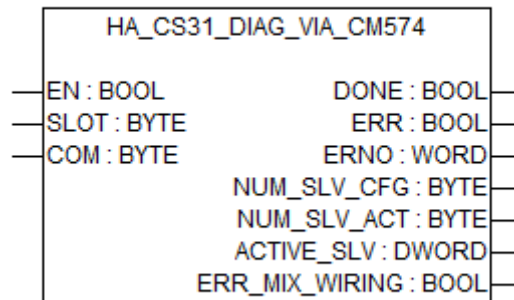 HA_CS31_DIAG_VIA_CM574
EN : BOOL DONE : BOOL
SLOT : BYTE ERR : BOOL
COM : BYTE ERNO : WORD
NUM_SLV_CFG : BYTE
NUM_SLV_ACT : BYTE
ACTIVE_SLV : DWORD
ERR_MIX_WIRING : BOOL